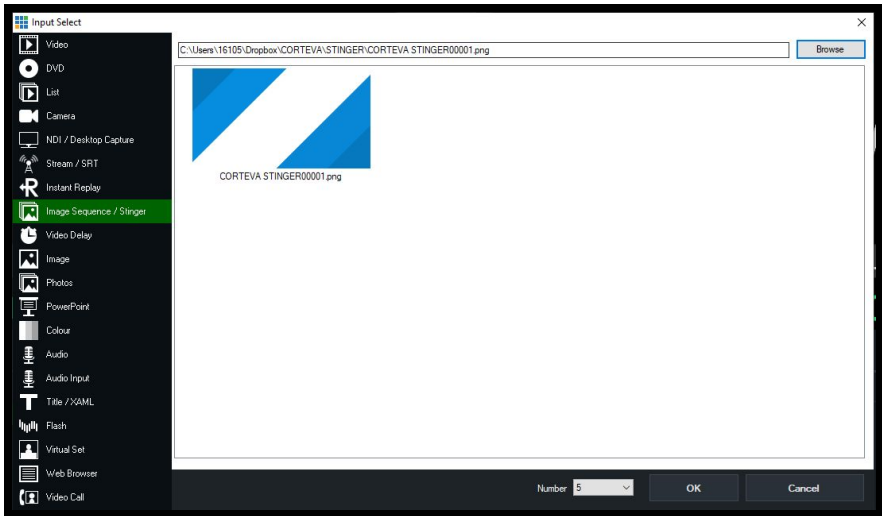 Input Select
Video
C:\Users\16105\Dropbox\CORTEVA\STINGER\CORTEVA STINGER00001.png
Browse
DVD
List
Camera
NDI / Desktop Capture
Stream / SRT
Instant Replay
Image Sequence / Stinger
Video Delay
Image
Photos
PowerPoint
Colour
Audio
Audio Input
Title / XAML
Flash
Virtual Set
Web Browser
Video Call
CORTEVA STINGER00001.png
Number 5
OK
Cancel